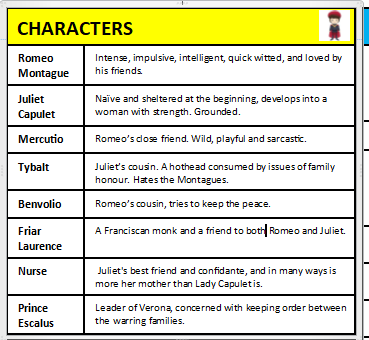 CHARACTERS
Romeo
Montague
Intense, impulsive, intelligent, quick witted, and loved by
his friends.
Juliet
Capulet
Naïve and sheltered at the beginning, develops into a
woman with strength. Grounded.
Mercutio
Romeo's close friend. Wild, playful and sarcastic.
Tybalt
Juliet's cousin. A hothead consumed by issues of family
honour. Hates the Montagues.
Benvolio
Romeo's cousin, tries to keep the peace.
Friar
Laurence
A Franciscan monk and a friend to both Romeo and Juliet.
Nurse
Juliet's best friend and confidante, and in many ways is
more her mother than Lady Capulet is.
Prince
Escalus
Leader of Verona, concerned with keeping order between
the warring families.